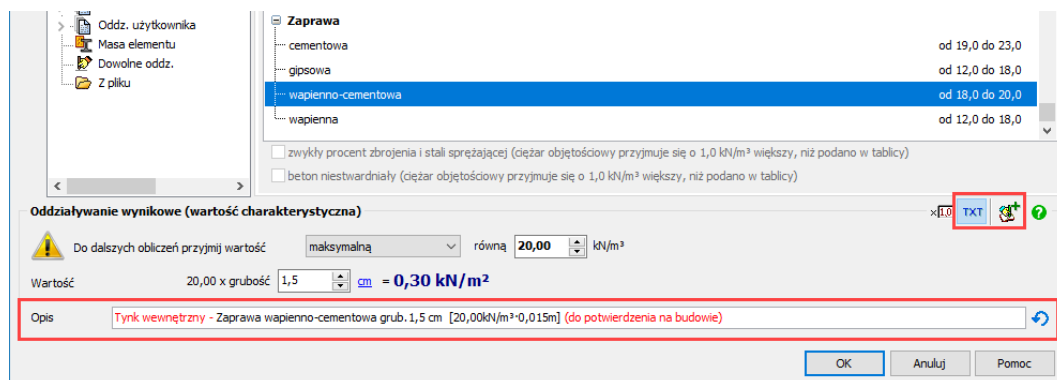 Oddz. użytkownika
Masa elementu
Dowolne oddz.
Z pliku
Zaprawa
cementowa od 19,0 do 23,0
gipsowa od 12,0 do 18,0
wapienno-cementowa od 18,0 do 20,0
wapienna od 12,0 do 18,0
zwykły procent zbrojenia i stali sprężającej (ciężar objętościowy przyjmuje się o 1,0 kN/m³ większy, niż podano w tablicy)
beton niestwardniały (ciężar objętościowy przyjmuje się o 1,0 kN/m³ większy, niż podano w tablicy)
Oddziaływanie wynikowe (wartość charakterystyczna) ×1,0 TXT
Do dalszych obliczeń przyjmij wartość maksymalną równą 20,00 kN/m³
Wartość 20,00 x grubość 1,5 cm = 0,30 kN/m²
Opis Tynk wewnętrzny - Zaprawa wapienno-cementowa grub.1,5 cm [20,00kN/m³·0,015m] (do potwierdzenia na budowie)
OK Anuluj Pomoc